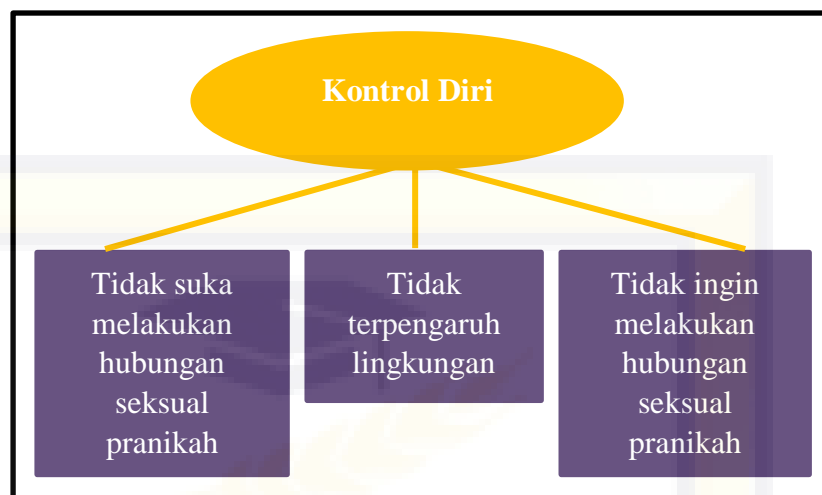 Kontrol Diri
Tidak suka
melakukan
hubungan
seksual
pranikah
Tidak
terpengaruh
lingkungan
Tidak ingin
melakukan
hubungan
seksual
pranikah